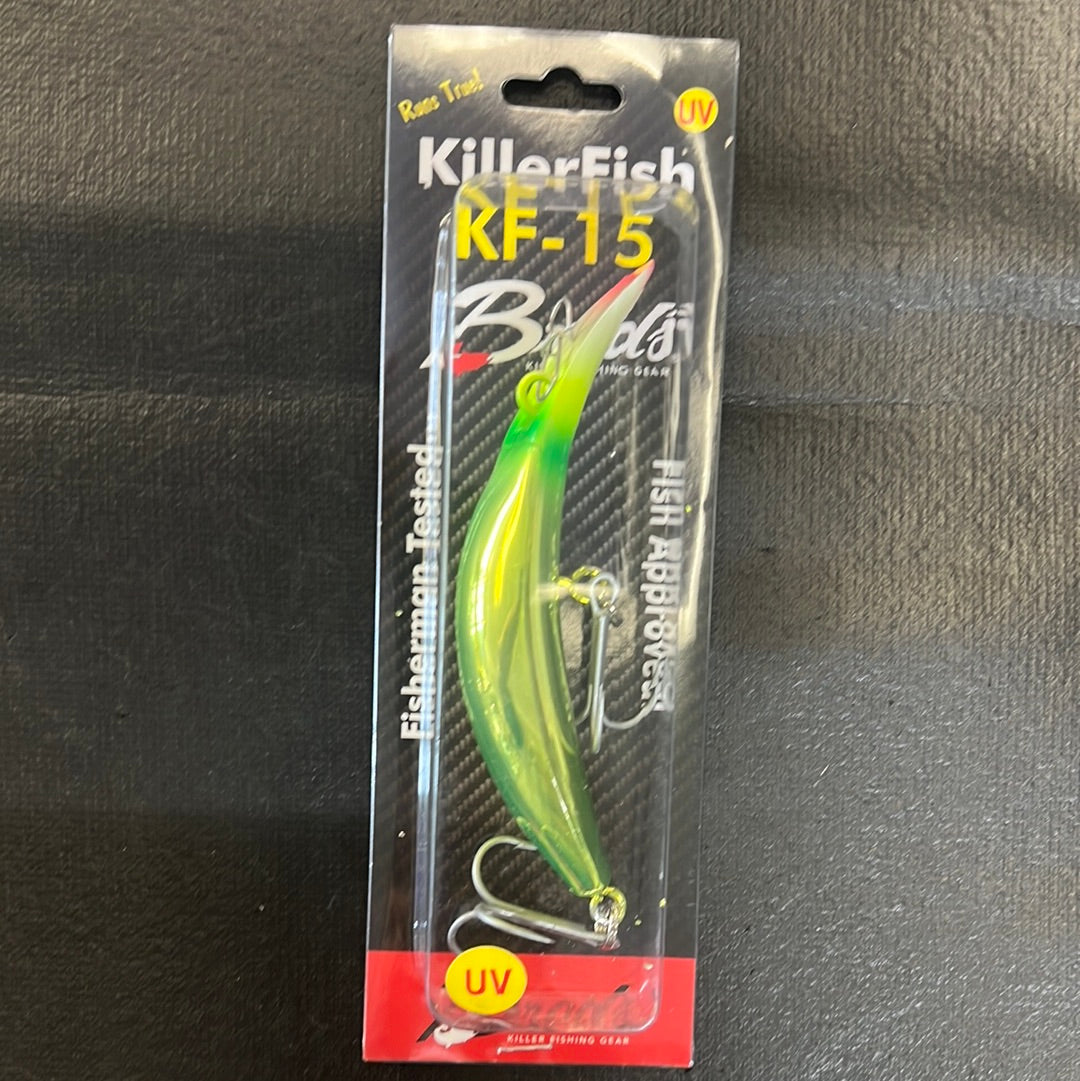 Runs True!
UV
KillerFish
KF-15
Fisherman Tested
Fish Approved!
UV
KILLER FISHING GEAR